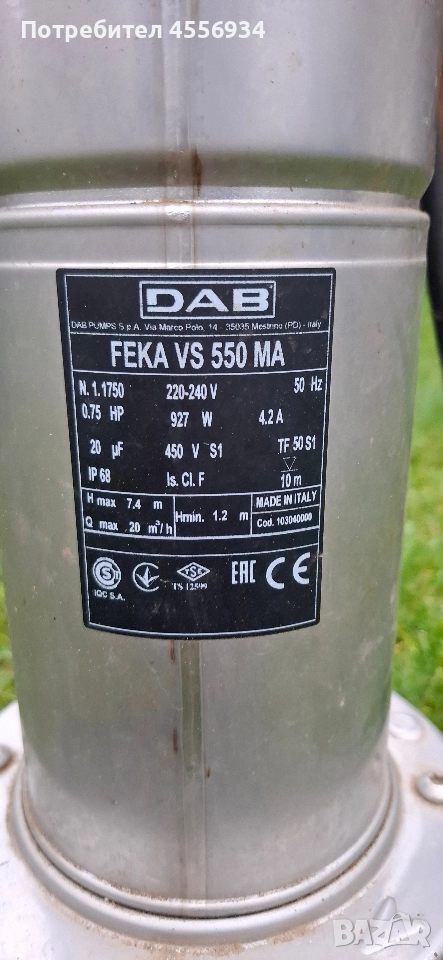 Потребител 4556934
DAB
DAB PUMPS S.p.A. Via Marco Polo, 14 - 35035 Mestrino (PD) - Italy
FEKA VS 550 MA
N. 1.1750 220-240 V 50 Hz
0.75 HP 927 W 4.2 A
20 µF 450 V S1 TF 50 S1
IP 68 Is. Cl. F 10 m
H max 7.4 m
Q max 20 m³/h
Hmin. 1.2 m
MADE IN ITALY
Cod. 103040000
IQC S.A.
TSE
TS 12599
EAC CE
BAZAR